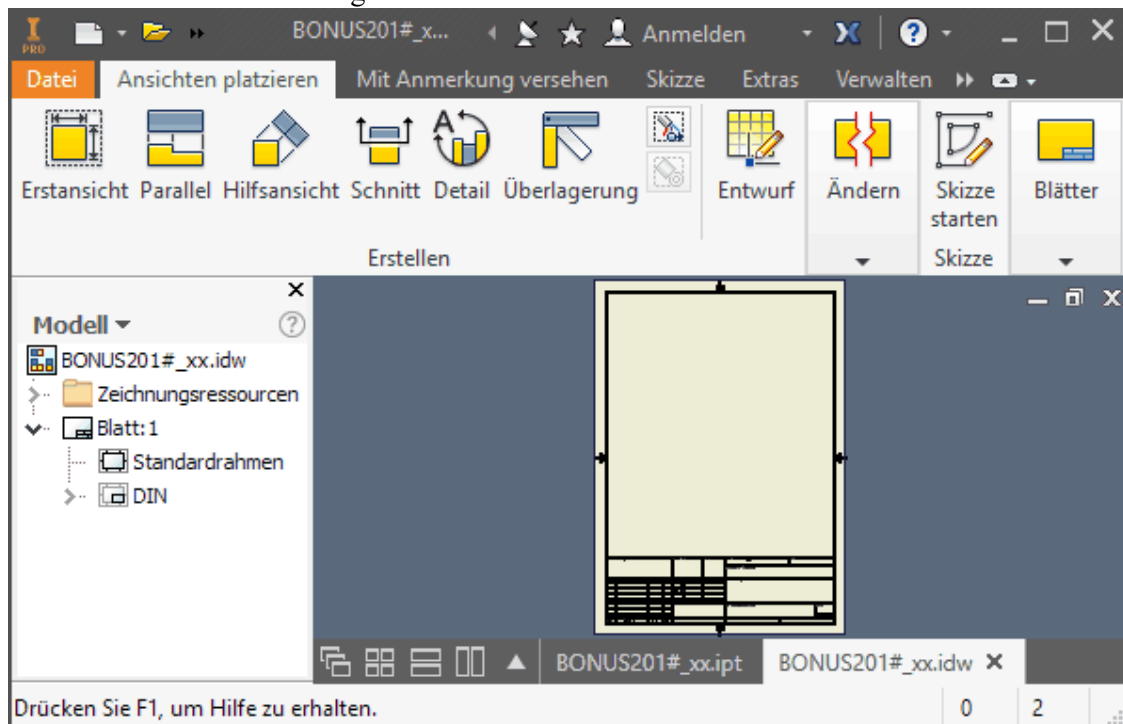 PRO BONUS201#_x... Anmelden
Datei Ansichten platzieren Mit Anmerkung versehen Skizze Extras Verwalten
Erstansicht Parallel Hilfsansicht Schnitt Detail Überlagerung Entwurf Ändern Skizze starten Blätter
Erstellen Skizze
Modell
BONUS201#_xx.idw
Zeichnungsressourcen
Blatt:1
Standardrahmen
DIN
BONUS201#_xx.ipt BONUS201#_xx.idw
Drücken Sie F1, um Hilfe zu erhalten. 0 2